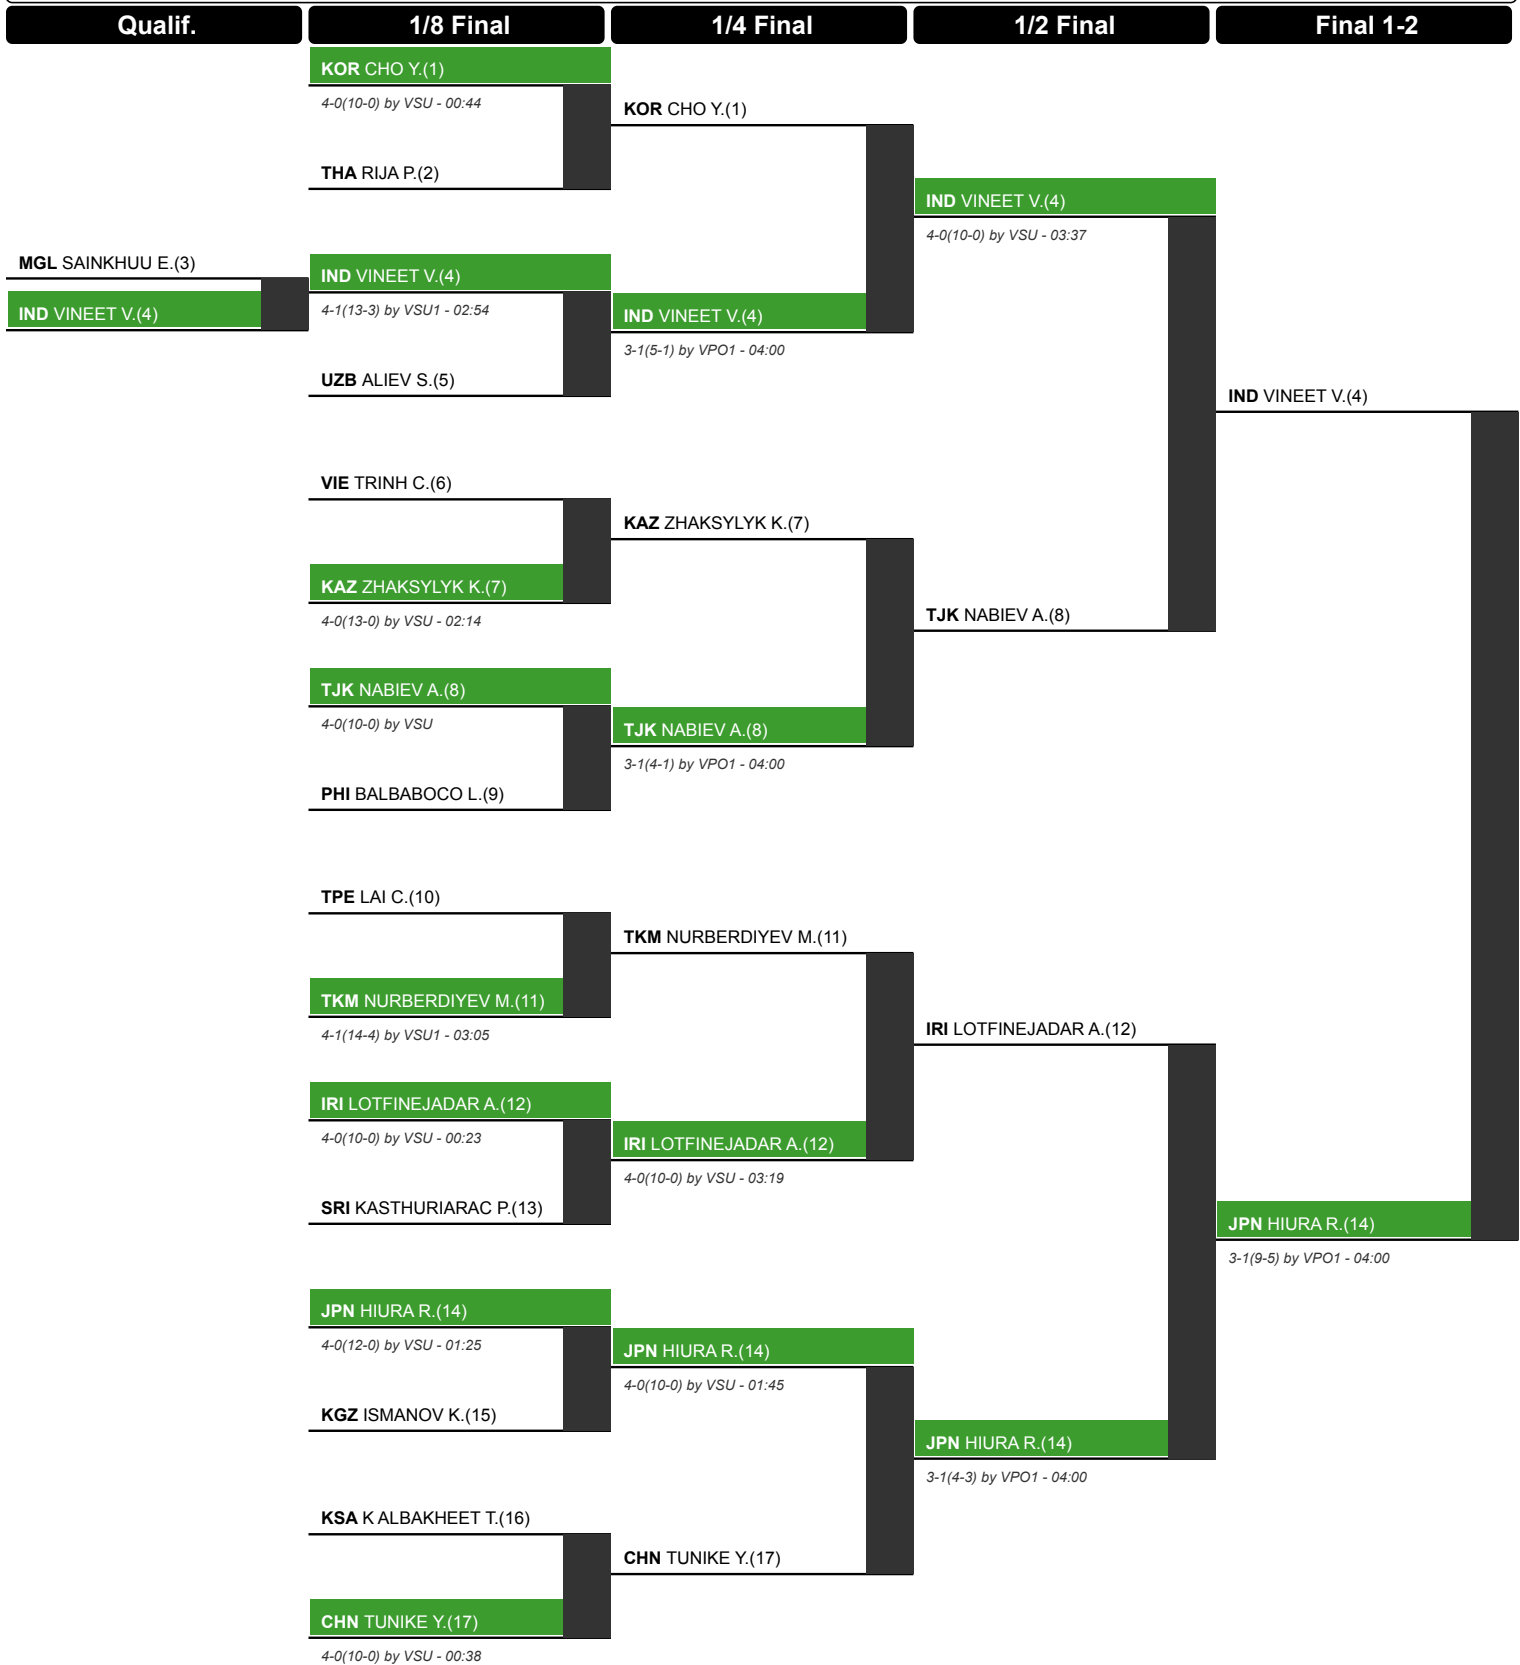 Qualif.
1/8 Final
1/4 Final
1/2 Final
Final 1-2
MGL SAINKHUU E.(3)
IND VINEET V.(4)
KOR CHO Y.(1)
4-0(10-0) by VSU - 00:44
THA RIJA P.(2)
IND VINEET V.(4)
4-1(13-3) by VSU1 - 02:54
UZB ALIEV S.(5)
VIE TRINH C.(6)
KAZ ZHAKSYLYK K.(7)
4-0(13-0) by VSU - 02:14
TJK NABIEV A.(8)
4-0(10-0) by VSU
PHI BALBABOCO L.(9)
TPE LAI C.(10)
TKM NURBERDIYEV M.(11)
4-1(14-4) by VSU1 - 03:05
IRI LOTFINEJADAR A.(12)
4-0(10-0) by VSU - 00:23
SRI KASTHURIARAC P.(13)
JPN HIURA R.(14)
4-0(12-0) by VSU - 01:25
KGZ ISMANOV K.(15)
KSA K ALBAKHEET T.(16)
CHN TUNIKE Y.(17)
4-0(10-0) by VSU - 00:38
KOR CHO Y.(1)
IND VINEET V.(4)
3-1(5-1) by VPO1 - 04:00
KAZ ZHAKSYLYK K.(7)
TJK NABIEV A.(8)
3-1(4-1) by VPO1 - 04:00
TKM NURBERDIYEV M.(11)
IRI LOTFINEJADAR A.(12)
4-0(10-0) by VSU - 03:19
JPN HIURA R.(14)
4-0(10-0) by VSU - 01:45
CHN TUNIKE Y.(17)
IND VINEET V.(4)
4-0(10-0) by VSU - 03:37
TJK NABIEV A.(8)
IRI LOTFINEJADAR A.(12)
JPN HIURA R.(14)
3-1(4-3) by VPO1 - 04:00
IND VINEET V.(4)
JPN HIURA R.(14)
3-1(9-5) by VPO1 - 04:00